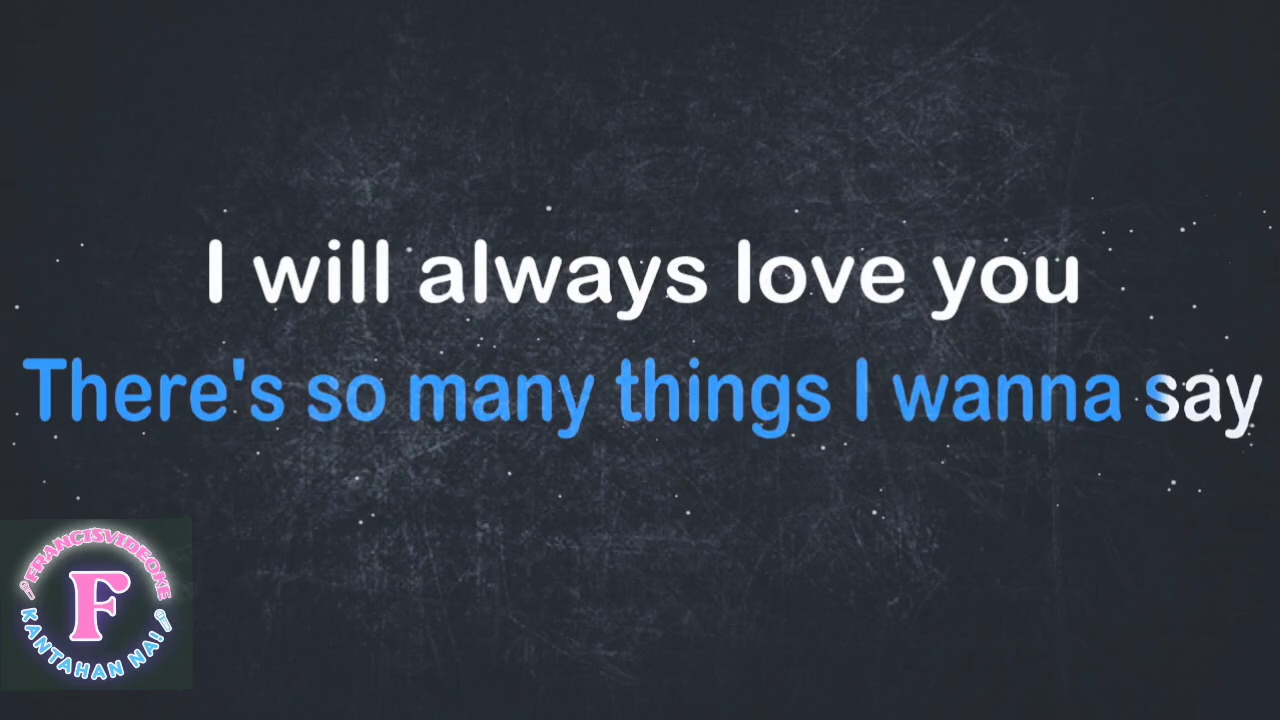 I will always love you
There's so many things I wanna say
FRANCISVIDEOKE
F
KANTAHAN NA!